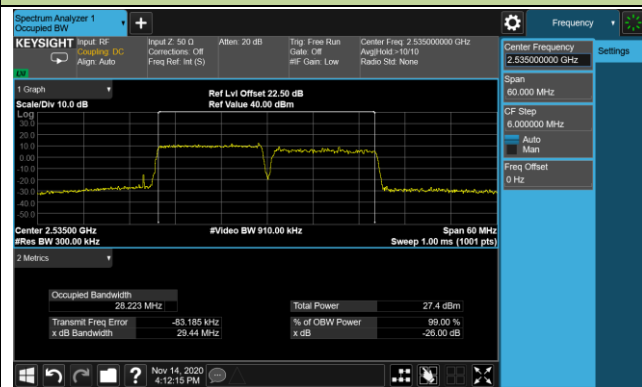 Spectrum Analyzer 1
Occupied BW
Frequency
KEYSIGHT
Input: RF
Coupling: DC
Align: Auto
Input Z: 50 Ω
Corrections: Off
Freq Ref: Int (S)
Atten: 20 dB
Trig: Free Run
Gate: Off
#IF Gain: Low
Center Freq: 2.535000000 GHz
Avg|Hold:>10/10
Radio Std: None
LNI
1 Graph
Scale/Div 10.0 dB
Ref Lvl Offset 22.50 dB
Ref Value 40.00 dBm
Log
30.0
20.0
10.0
0.00
-10.0
-20.0
-30.0
-40.0
-50.0
Center 2.53500 GHz
#Res BW 300.00 kHz
#Video BW 910.00 kHz
Span 60 MHz
Sweep 1.00 ms (1001 pts)
2 Metrics
Occupied Bandwidth
28.223 MHz
Total Power 27.4 dBm
Transmit Freq Error -83.185 kHz
% of OBW Power 99.00 %
x dB Bandwidth 29.44 MHz
x dB -26.00 dB
Center Frequency
2.535000000 GHz
Settings
Span
60.000 MHz
CF Step
6.000000 MHz
Auto
Man
Freq Offset
0 Hz
?
Nov 14, 2020
4:12:15 PM